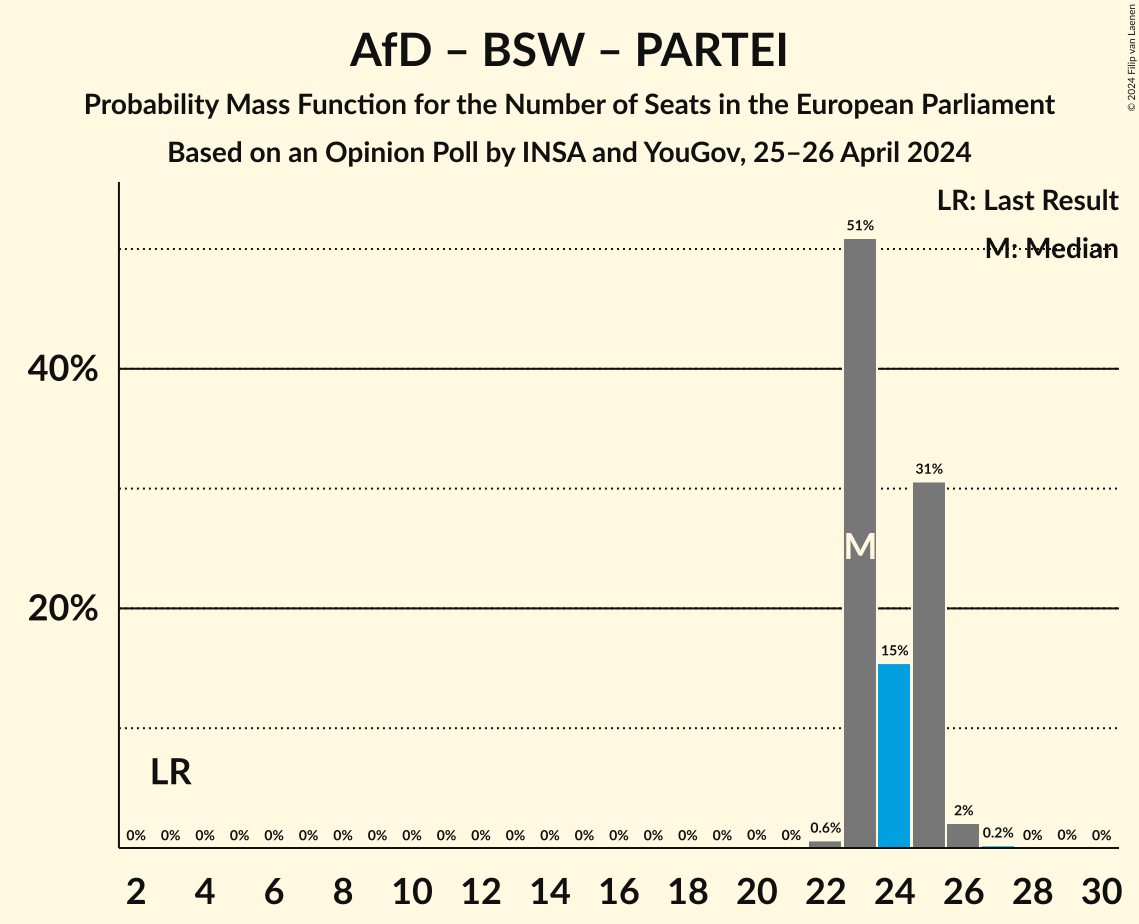 AfD – BSW – PARTEI
Probability Mass Function for the Number of Seats in the European Parliament
Based on an Opinion Poll by INSA and YouGov, 25–26 April 2024
© 2024 Filip van Laenen
LR: Last Result
M: Median
51%
40%
31%
M
20%
15%
LR
0% 0% 0% 0% 0% 0% 0% 0% 0% 0% 0% 0% 0% 0% 0% 0% 0% 0% 0% 0% 0.6% 2% 0.2% 0% 0% 0%
2 4 6 8 10 12 14 16 18 20 22 24 26 28 30